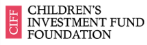 CIFF
CHILDREN'S
INVESTMENT FUND
FOUNDATION